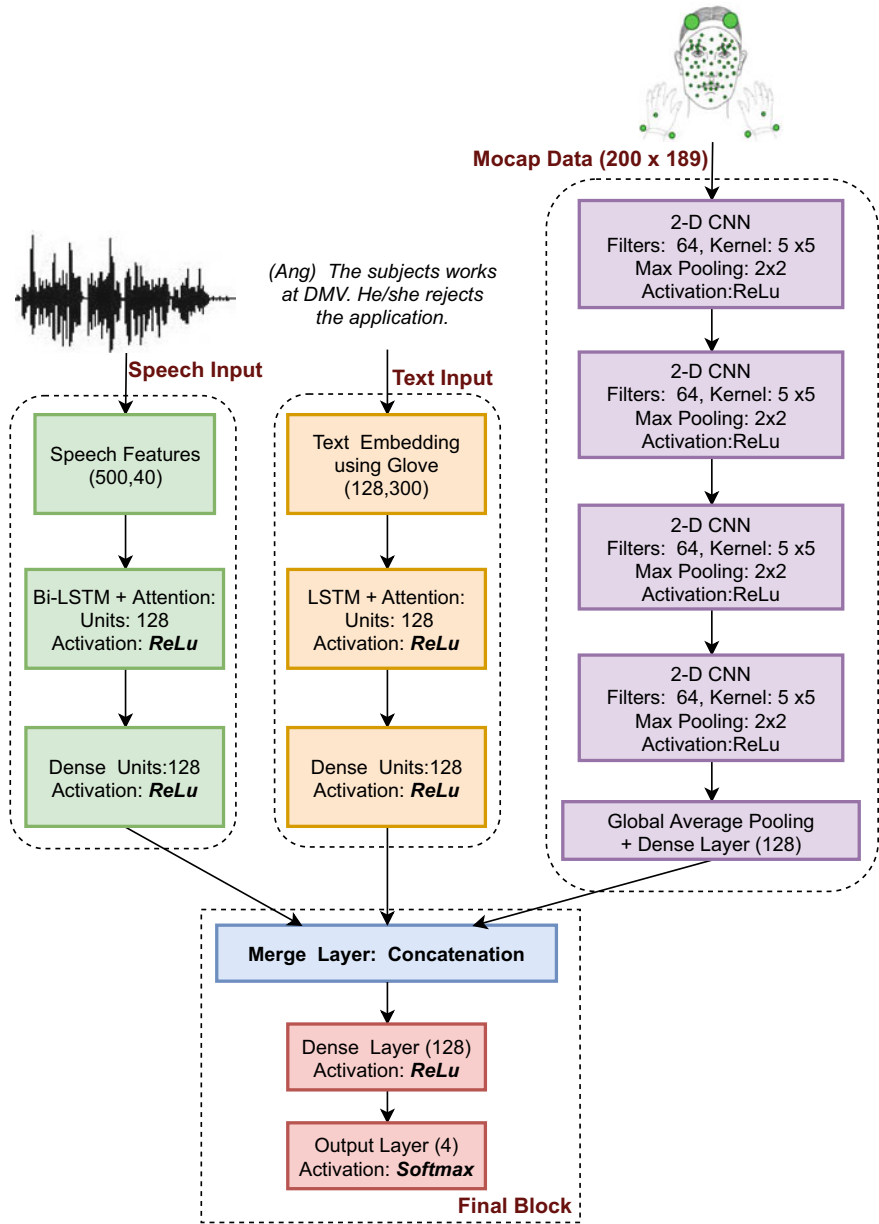 Speech Input
Speech Features
(500,40)
Bi-LSTM + Attention:
Units: 128
Activation: ReLu
Dense Units:128
Activation: ReLu
(Ang) The subjects works
at DMV. He/she rejects
the application.
Text Input
Text Embedding
using Glove
(128,300)
LSTM + Attention:
Units: 128
Activation: ReLu
Dense Units:128
Activation: ReLu
Mocap Data (200 x 189)
2-D CNN
Filters: 64, Kernel: 5 x5
Max Pooling: 2x2
Activation:ReLu
2-D CNN
Filters: 64, Kernel: 5 x5
Max Pooling: 2x2
Activation:ReLu
2-D CNN
Filters: 64, Kernel: 5 x5
Max Pooling: 2x2
Activation:ReLu
2-D CNN
Filters: 64, Kernel: 5 x5
Max Pooling: 2x2
Activation:ReLu
Global Average Pooling
+ Dense Layer (128)
Merge Layer: Concatenation
Dense Layer (128)
Activation: ReLu
Output Layer (4)
Activation: Softmax
Final Block